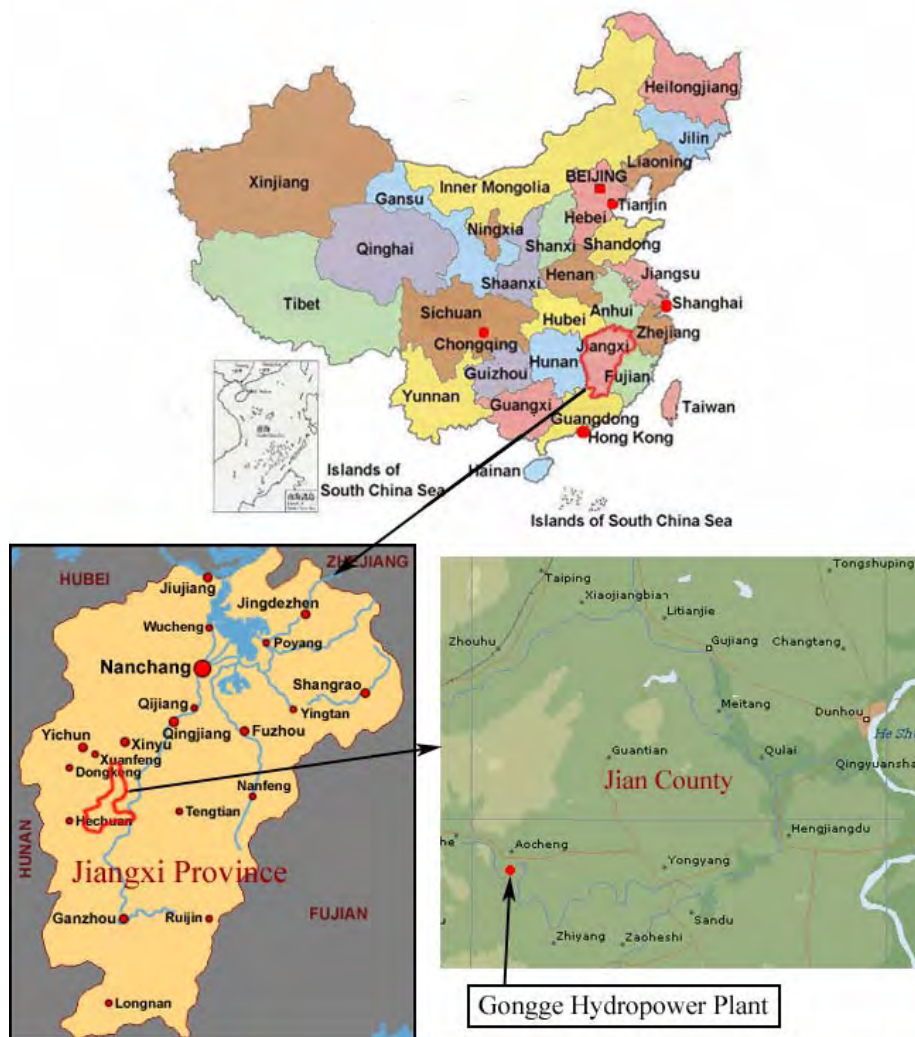 Heilongjiang
Jilin
Liaoning
Xinjiang
Inner Mongolia
BEIJING
Gansu
Tianjin
Hebei
Ningxia
Qinghai
Shanxi
Shandong
Shaanxi
Henan
Jiangsu
Tibet
Sichuan
Anhui
Shanghai
Hubei
Zhejiang
Chongqing
Jiangxi
Hunan
Guizhou
Fujian
Yunnan
Guangxi
Taiwan
Guangdong
Hong Kong
Hainan
Islands of
South China Sea
Islands of South China Sea
ZHEJIANG
HUBEI
Jiujiang
Jingdezhen
Wucheng
Poyang
Nanchang
Shangrao
Qijiang
Yingtan
Qingjiang
Fuzhou
Yichun
Xinyu
Xuanfeng
Dongkeng
Nanfeng
Tengtian
Hechuan
HUNAN
Jiangxi Province
FUJIAN
Ganzhou
Ruijin
Longnan
Tongshuping
Taiping
Xiaojiangbian
Litianjie
Zhouhu
Gujiang
Changtang
Meitang
Dunhou
He Shu
Guantian
Qulai
Qingyuansha
Jian County
Hengjiangdu
he
Aocheng
Yongyang
Sandu
Zhiyang
Zaoheshi
Gongge Hydropower Plant